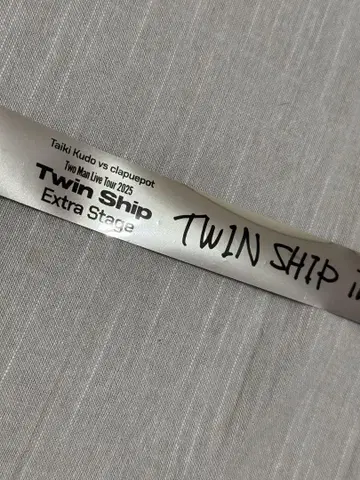 Taiki Kudo vs clapuepot
Two Man Live Tour 2025
Twin Ship
Extra Stage
TWIN SHIP